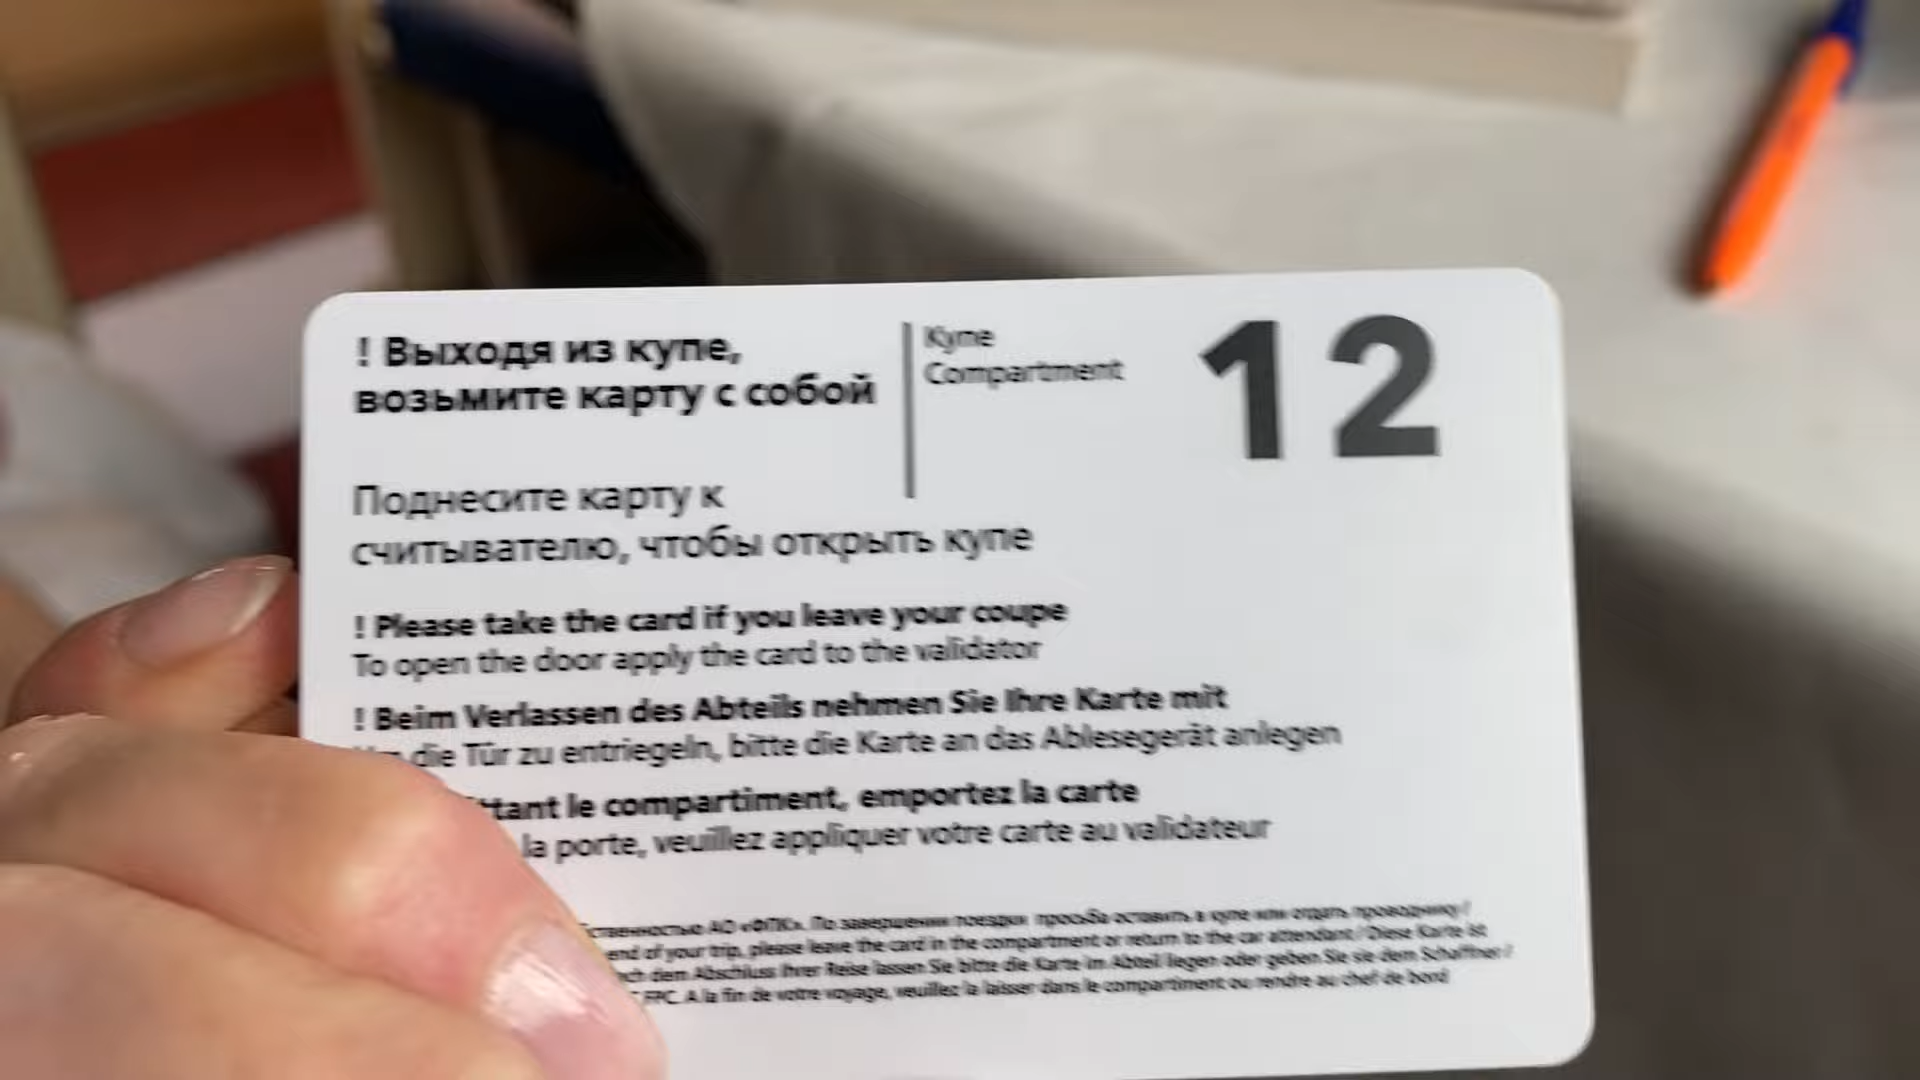 ! Выходя из купе,
возьмите карту с собой
Купе
Compartment
12
Поднесите карту к
считывателю, чтобы открыть купе
! Please take the card if you leave your coupe
To open the door apply the card to the validator
! Beim Verlassen des Abteils nehmen Sie Ihre Karte mit
die Tür zu entriegeln, bitte die Karte an das Ablesegerät anlegen
le compartiment, emportez la carte
la porte, veuillez appliquer votre carte au validateur
АО «ФПК». По завершении поездки просьба оставить в купе или отдать проводнику /
end of your trip, please leave the card in the compartment or return to the car attendant / Diese Karte ist
dem Abschluss Ihrer Reise lassen Sie bitte die Karte im Abteil liegen oder geben Sie sie dem Schaffner /
FPC. A la fin de votre voyage, veuillez la laisser dans le compartiment ou rendre au chef de bord